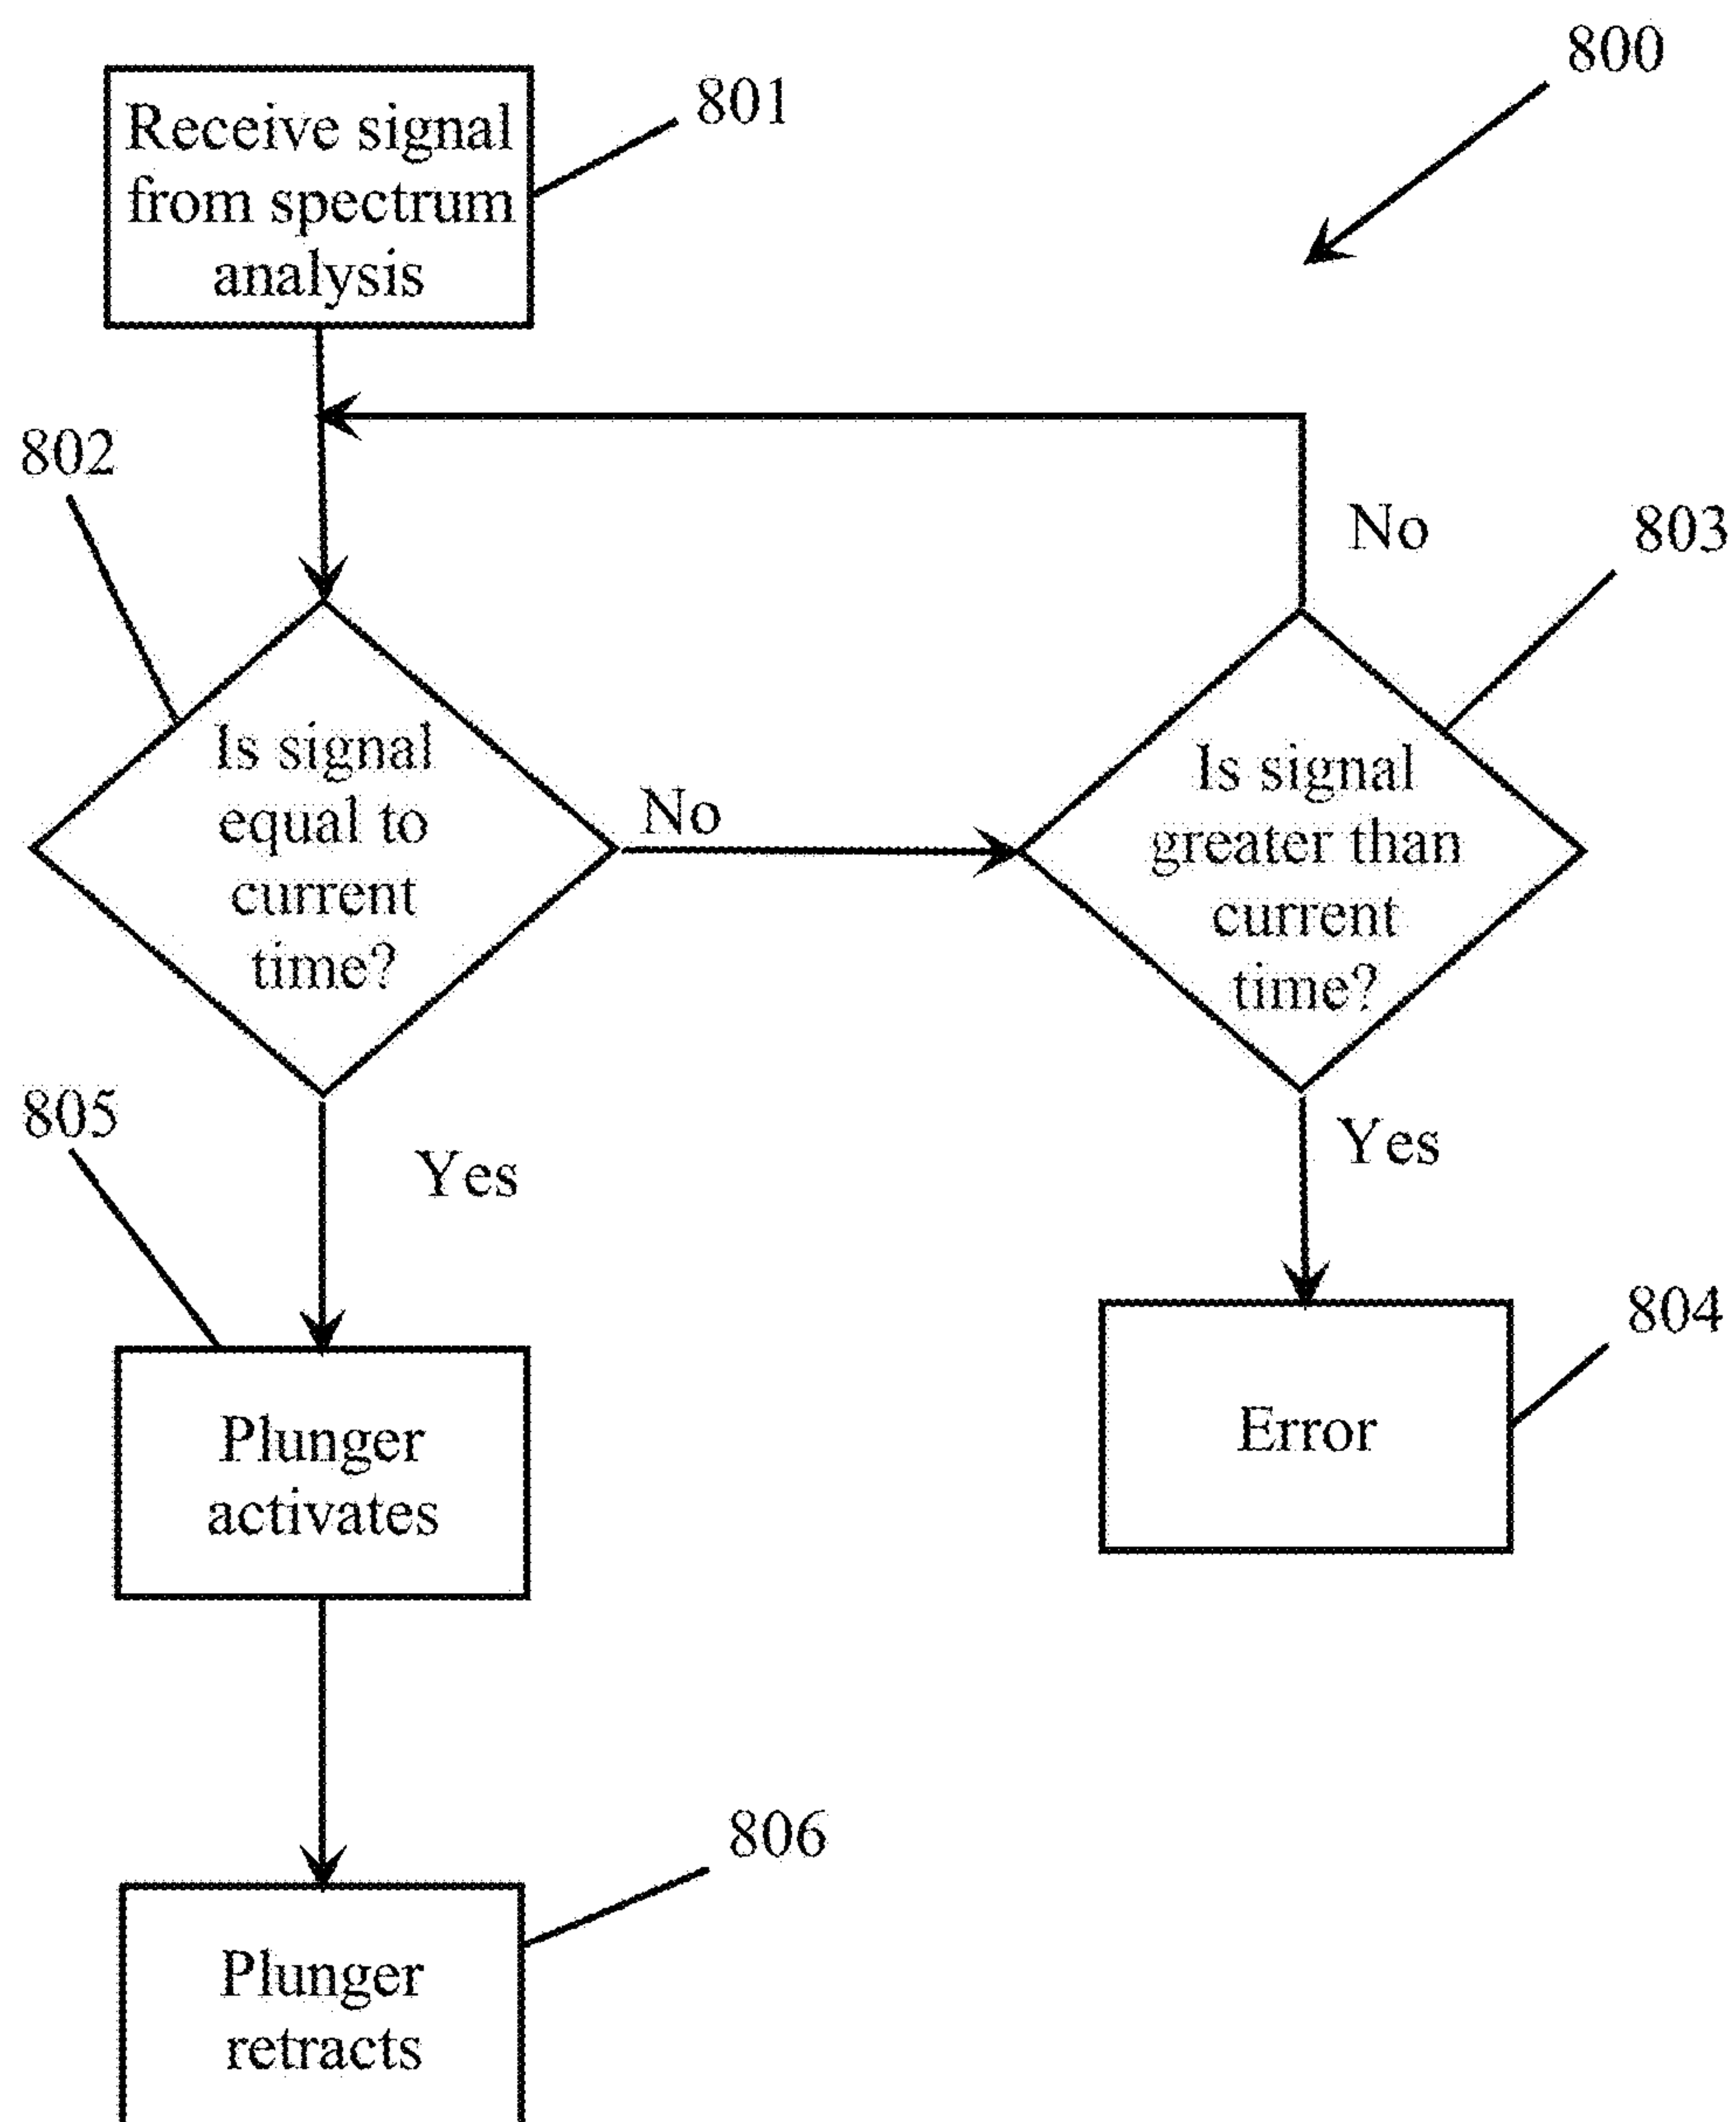 800
801
Receive signal
from spectrum
analysis
802
No
803
Is signal
equal to
current
time?
No
Is signal
greater than
current
time?
805
Yes
Yes
804
Plunger
activates
Error
806
Plunger
retracts